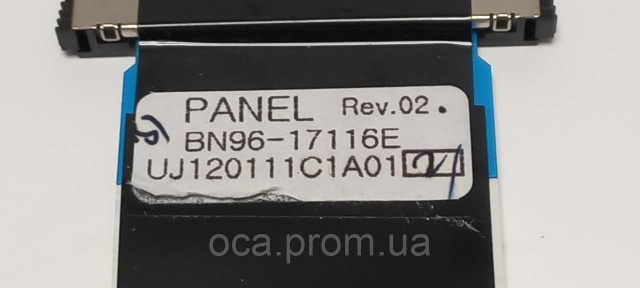 PANEL Rev.02.
BN96-17116E
UJ120111C1A01
oca.prom.ua